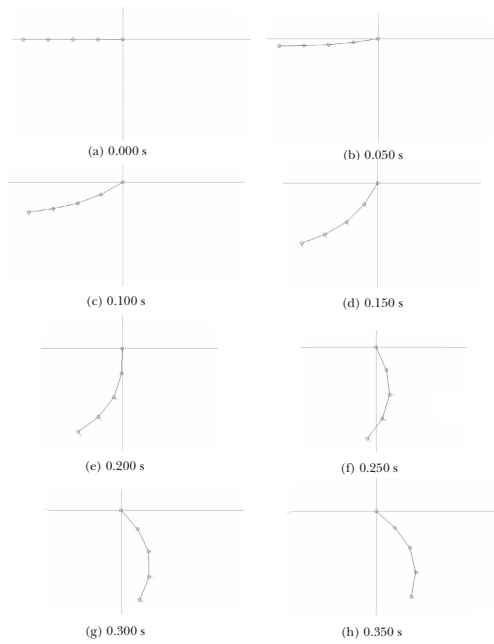 (a) 0.000 s
(b) 0.050 s
(c) 0.100 s
(d) 0.150 s
(e) 0.200 s
(f) 0.250 s
(g) 0.300 s
(h) 0.350 s